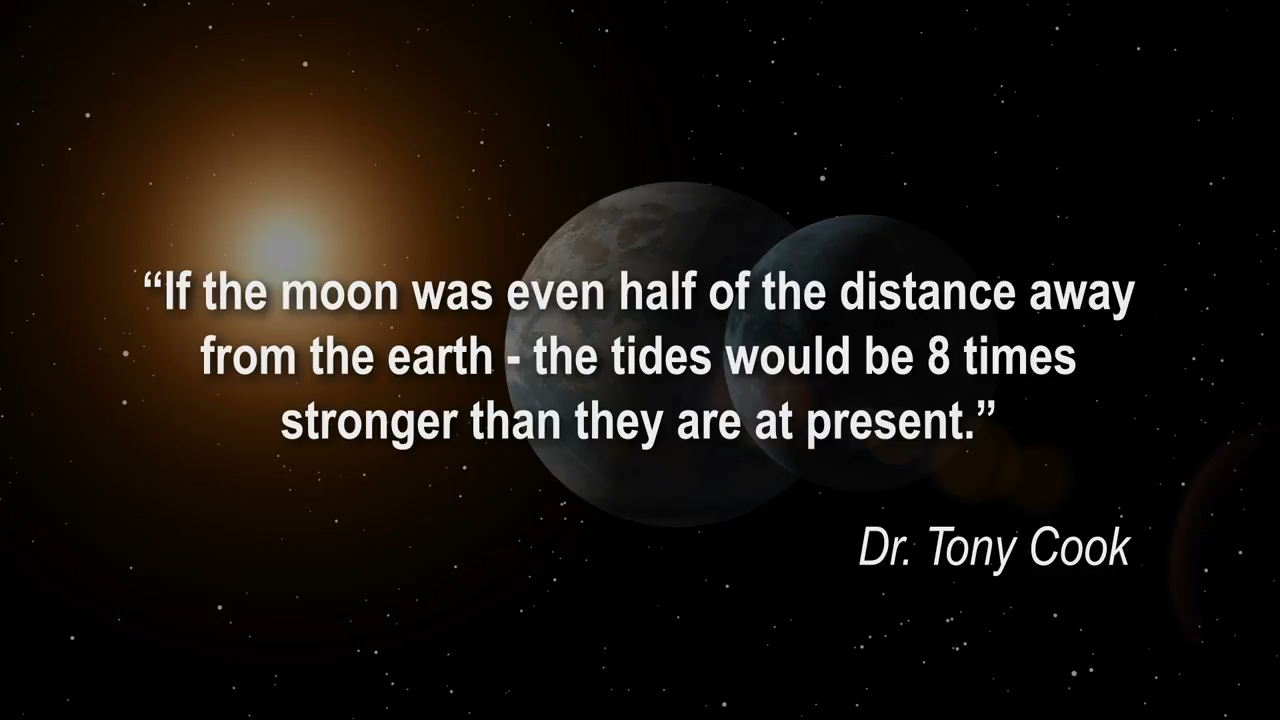 “If the moon was even half of the distance away
from the earth - the tides would be 8 times
stronger than they are at present.”
Dr. Tony Cook